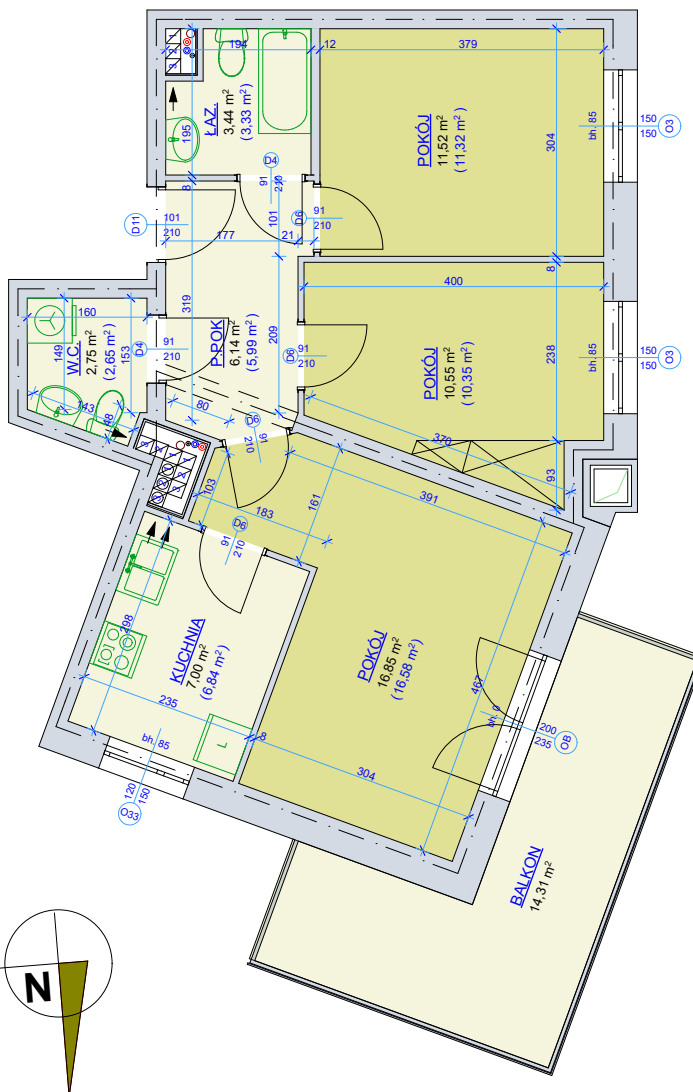 194
12
379
ŁAZ.
3,44 m²
(3,33 m²)
195
POKÓJ
11,52 m²
(11,32 m²)
304
bh. 85
150
150
O3
D4
91
210
8
101
D11
101
210
177
21
D6
91
210
8
400
160
319
209
P.POK
6,14 m²
(5,99 m²)
W.C.
2,75 m²
(2,65 m²)
149
153
D4
91
210
D6
91
210
POKÓJ
10,55 m²
(10,35 m²)
238
bh. 85
150
150
O3
143
48
80
D6
91
210
370
93
103
183
161
391
D6
91
210
298
KUCHNIA
7,00 m²
(6,84 m²)
POKÓJ
16,85 m²
(16,58 m²)
467
235
8
bh. 85
L
304
bh. 0
200
235
OB
120
150
O33
BALKON
14,31 m²
N